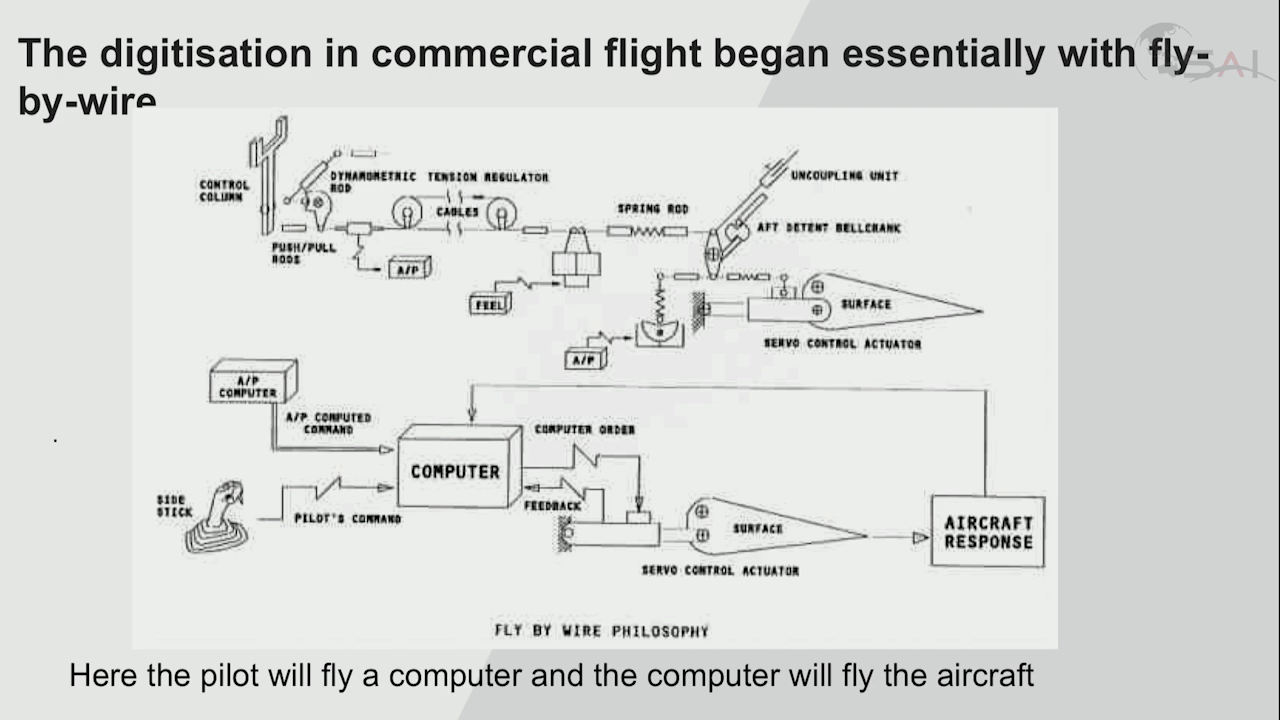 The digitisation in commercial flight began essentially with fly-
by-wire
SAI
CONTROL
COLUMN
DYNAMOMETRIC
ROD
TENSION REGULATOR
CABLES
PUSH/PULL
RODS
A/P
SPRING ROD
UNCOUPLING UNIT
AFT DETENT BELLCRANK
FEEL
A/P
SURFACE
SERVO CONTROL ACTUATOR
A/P
COMPUTER
A/P COMPUTED
COMMAND
COMPUTER
COMPUTER ORDER
SIDE
STICK
PILOT'S COMMAND
FEEDBACK
SURFACE
SERVO CONTROL ACTUATOR
AIRCRAFT
RESPONSE
FLY BY WIRE PHILOSOPHY
Here the pilot will fly a computer and the computer will fly the aircraft